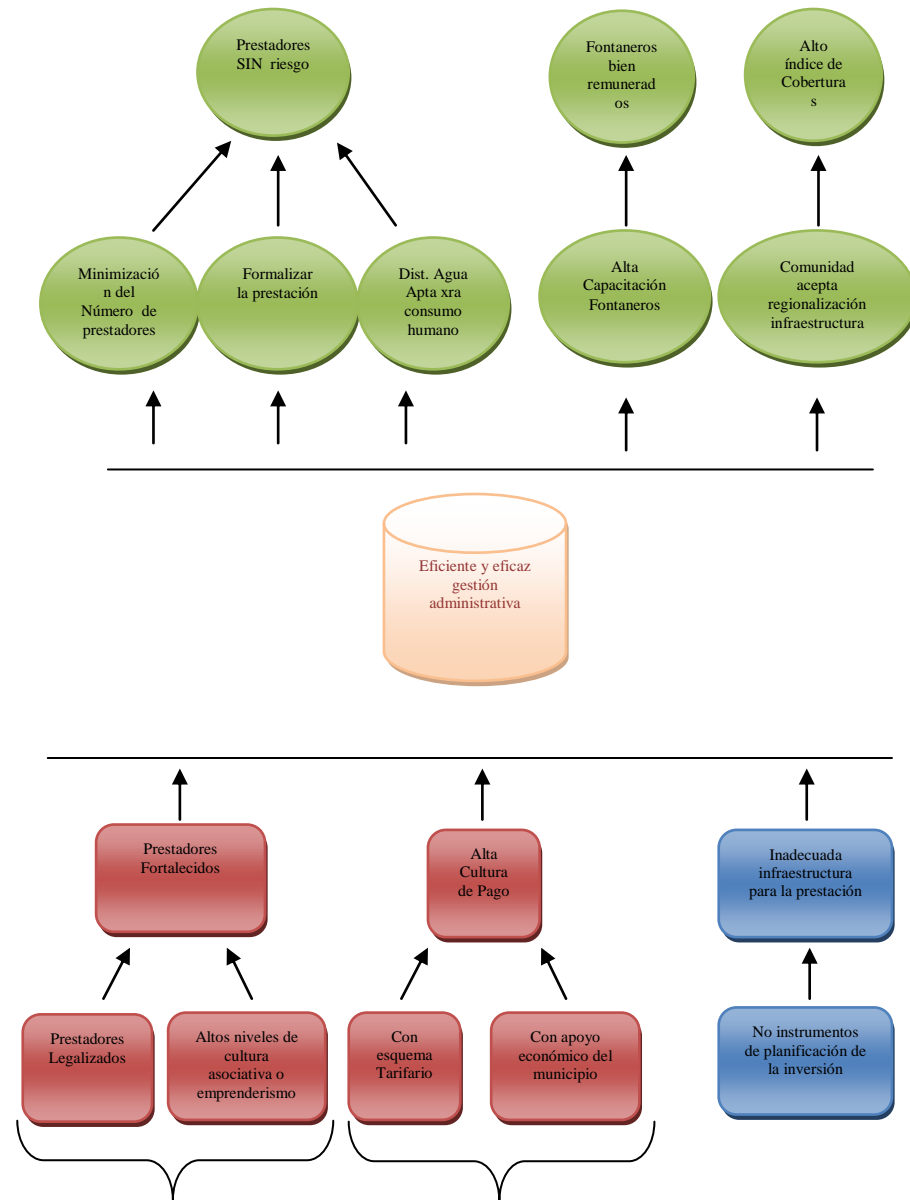 Prestadores
SIN riesgo
Fontaneros
bien
remunerad
os
Alto
índice de
Cobertura
s
Minimizació
n del
Número de
prestadores
Formalizar
la prestación
Dist. Agua
Apta xra
consumo
humano
Alta
Capacitación
Fontaneros
Comunidad
acepta
regionalización
infraestructura
Eficiente y eficaz
gestión
administrativa
Prestadores
Fortalecidos
Alta
Cultura
de Pago
Inadecuada
infraestructura
para la prestación
Prestadores
Legalizados
Altos niveles de
cultura
asociativa o
emprenderismo
Con
esquema
Tarifario
Con apoyo
económico del
municipio
No instrumentos
de planificación de
la inversión